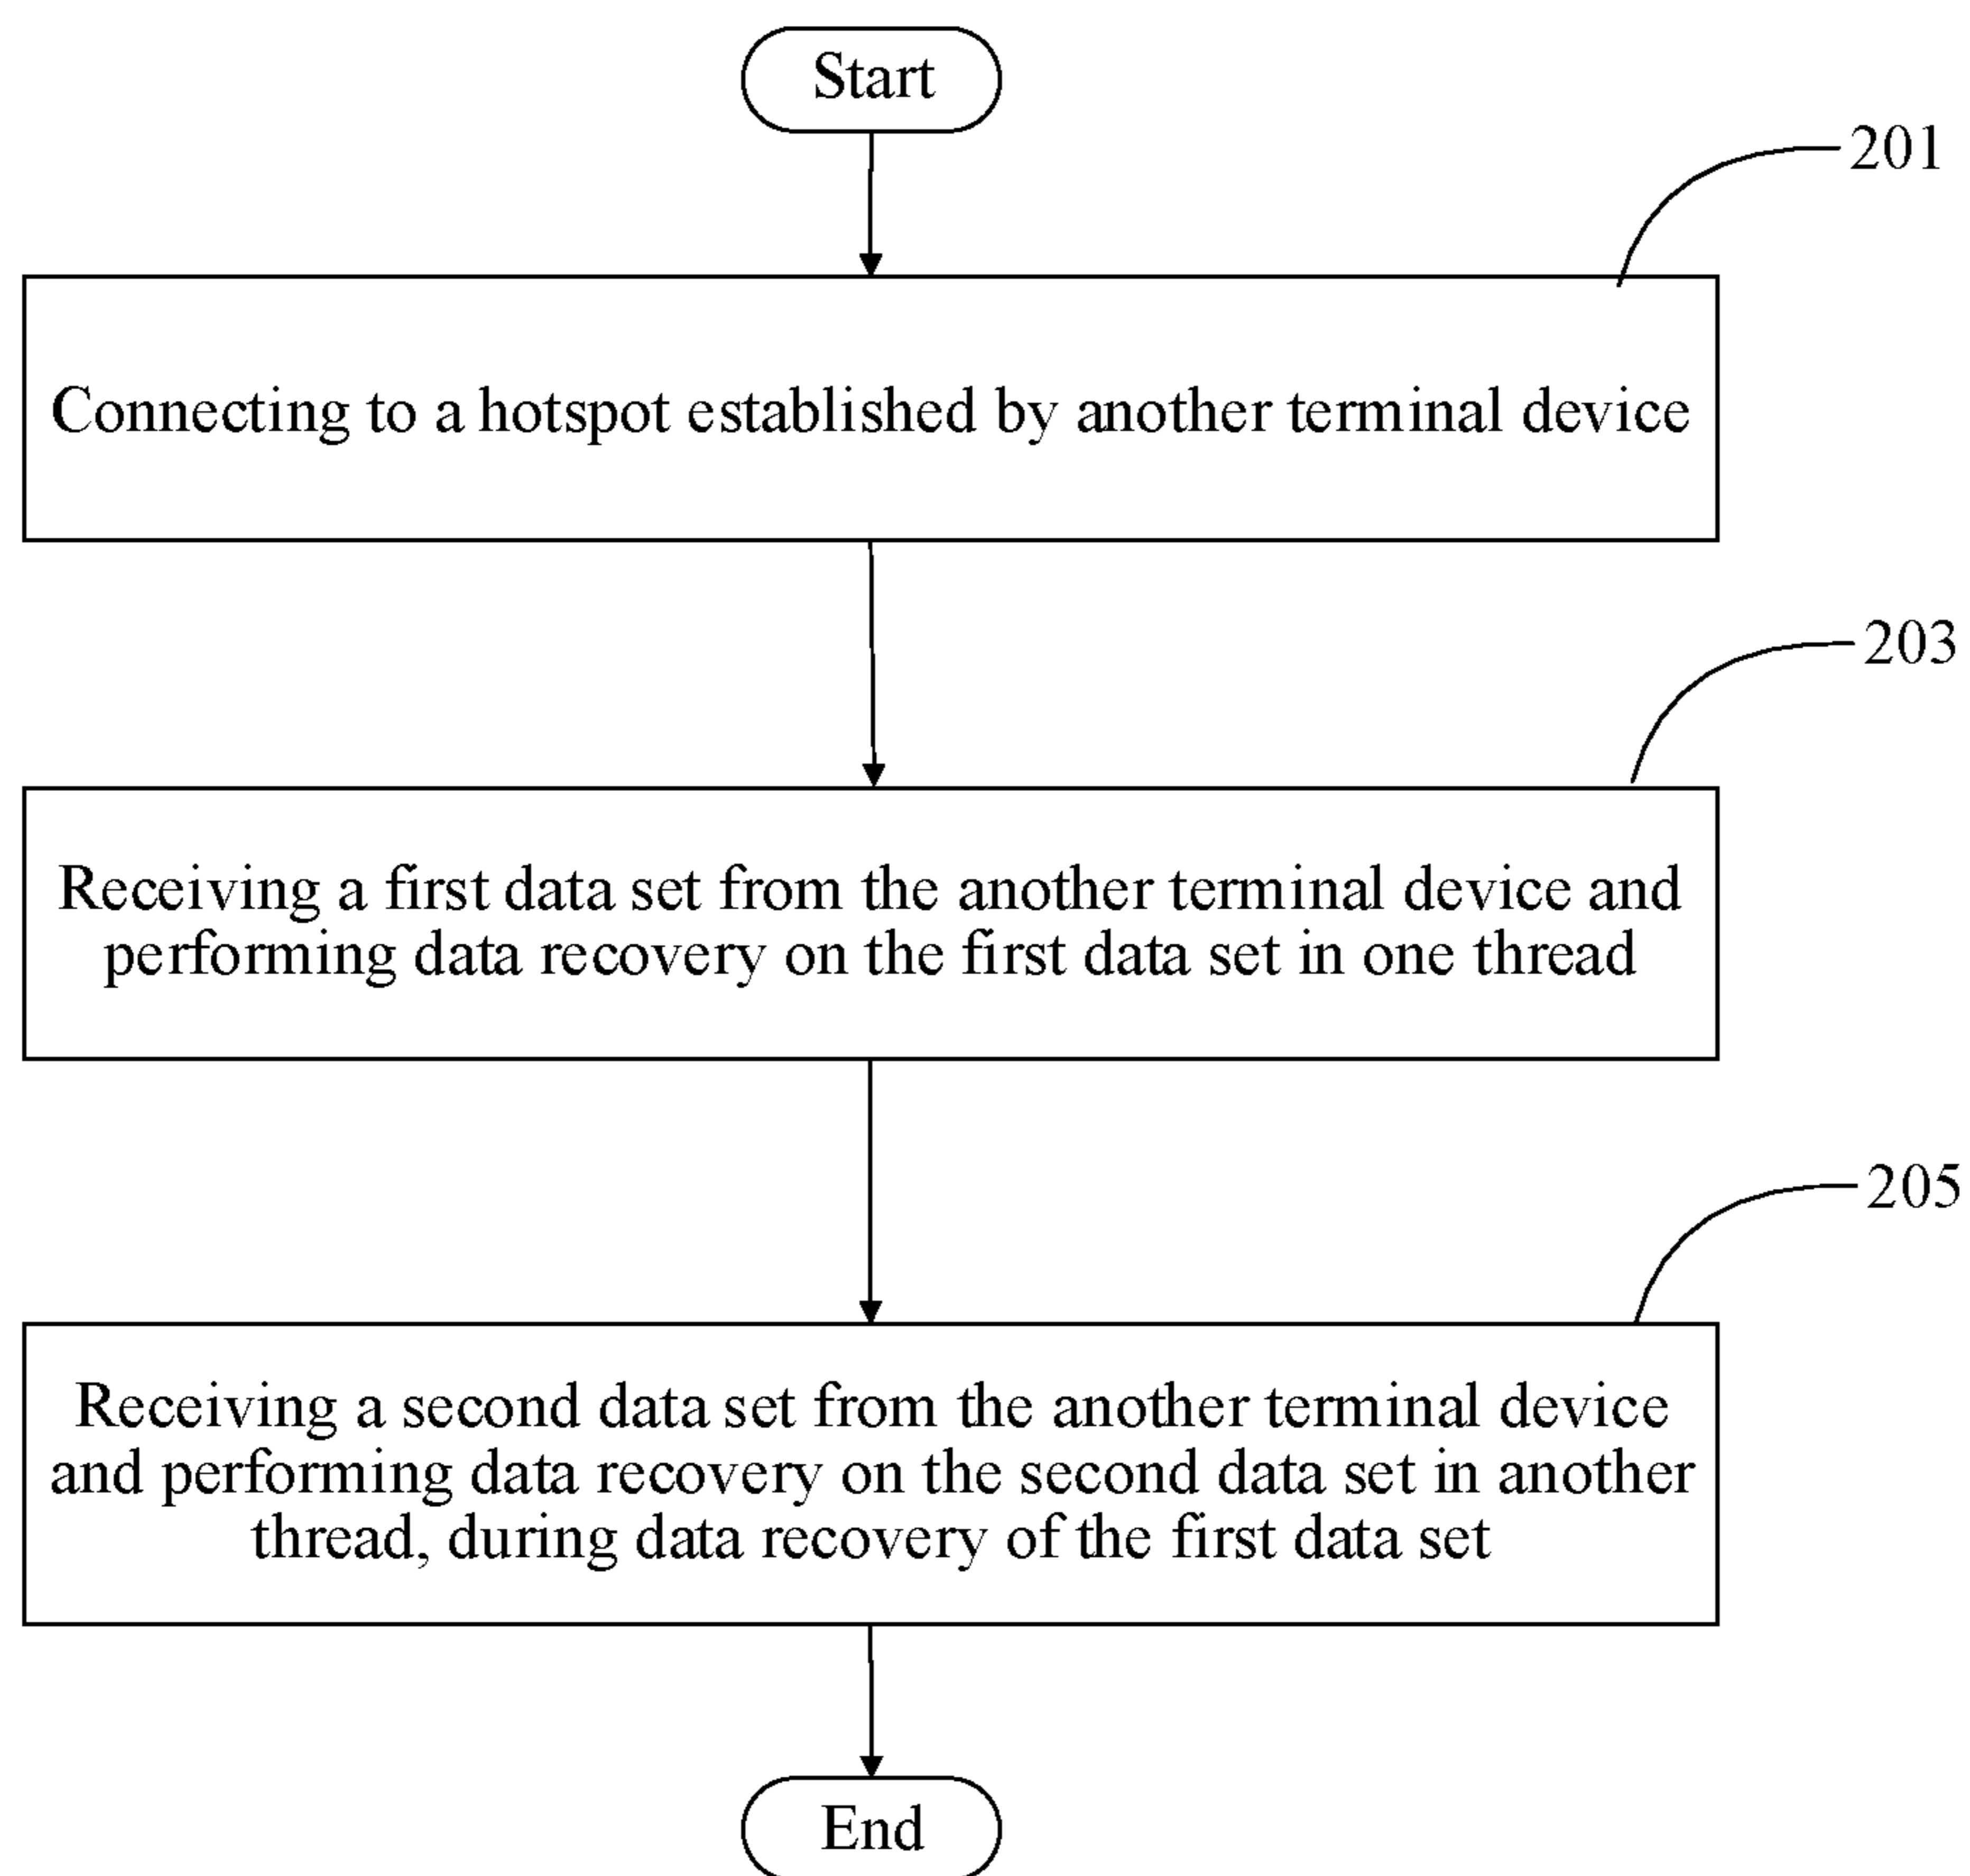 Start
201
Connecting to a hotspot established by another terminal device
203
Receiving a first data set from the another terminal device and
performing data recovery on the first data set in one thread
205
Receiving a second data set from the another terminal device
and performing data recovery on the second data set in another
thread, during data recovery of the first data set
End